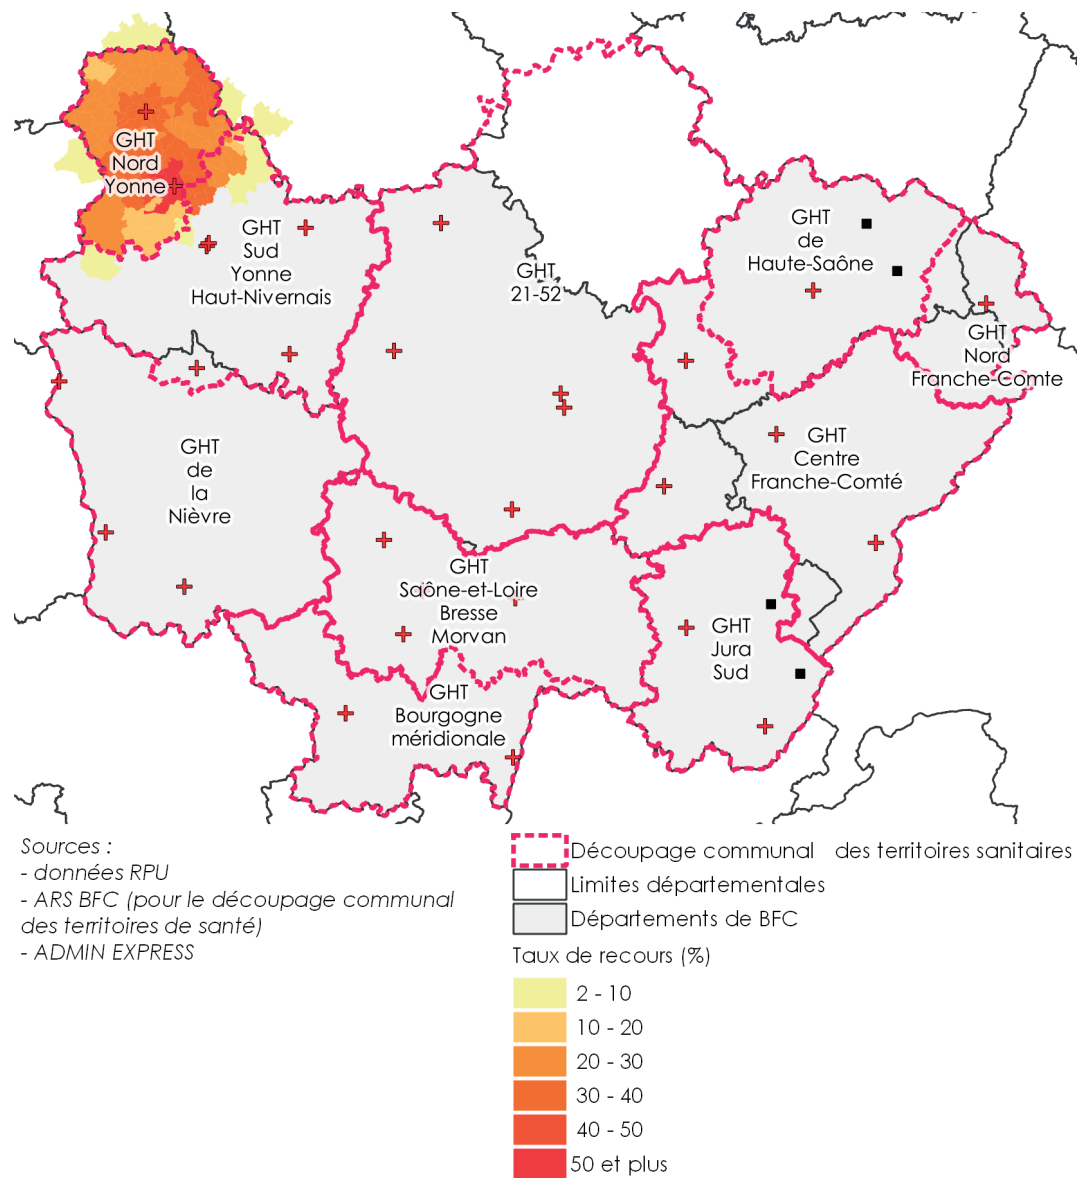 GHT
Nord
Yonne
GHT
Sud
Yonne
Haut-Nivernais
GHT
21-52
GHT
de
Haute-Saône
GHT
Nord
Franche-Comte
GHT
Centre
Franche-Comté
GHT
de
la
Nièvre
GHT
Saône-et-Loire
Bresse
Morvan
GHT
Jura
Sud
GHT
Bourgogne
méridionale
Sources :
- données RPU
- ARS BFC (pour le découpage communal
des territoires de santé)
- ADMIN EXPRESS
Découpage communal des territoires sanitaires
Limites départementales
Départements de BFC
Taux de recours (%)
2 - 10
10 - 20
20 - 30
30 - 40
40 - 50
50 et plus